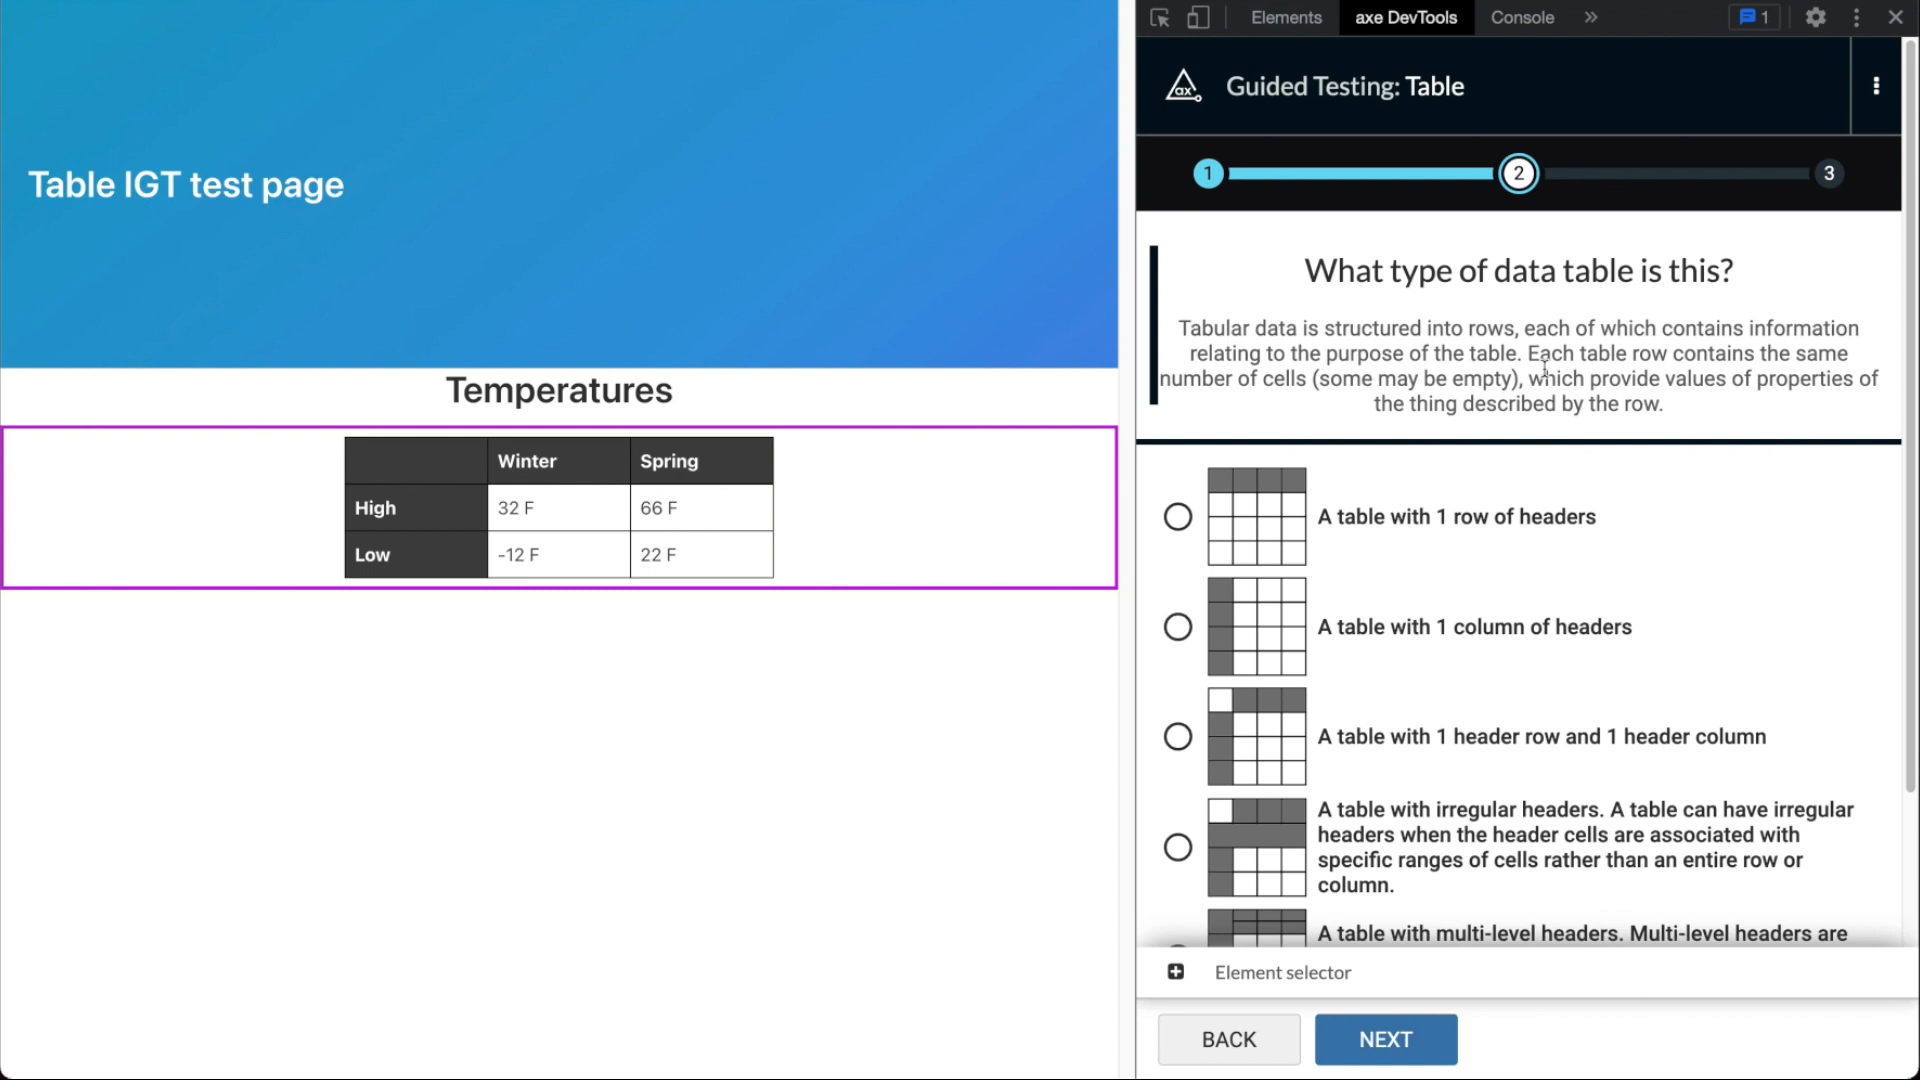 Table IGT test page
Temperatures
Winter Spring
High 32 F 66 F
Low -12 F 22 F
Elements axe DevTools Console » 1
ax
Guided Testing: Table
1 2 3
What type of data table is this?
Tabular data is structured into rows, each of which contains information
relating to the purpose of the table. Each table row contains the same
number of cells (some may be empty), which provide values of properties of
the thing described by the row.
A table with 1 row of headers
A table with 1 column of headers
A table with 1 header row and 1 header column
A table with irregular headers. A table can have irregular
headers when the header cells are associated with
specific ranges of cells rather than an entire row or
column.
A table with multi-level headers. Multi-level headers are
Element selector
BACK NEXT